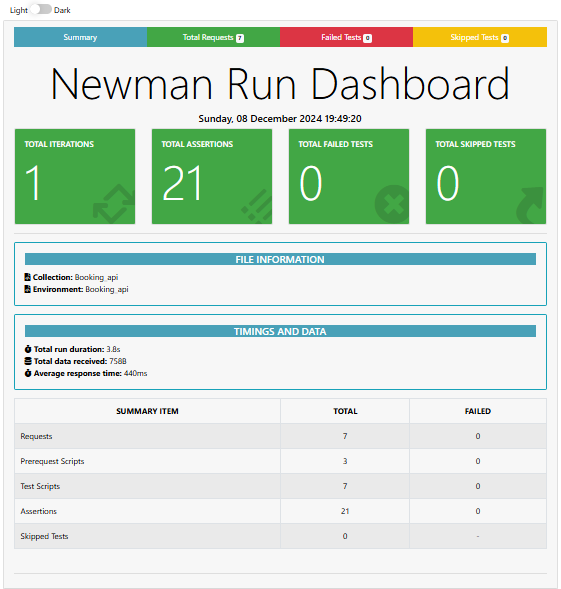 Light Dark
Summary Total Requests 7 Failed Tests 0 Skipped Tests 0
Newman Run Dashboard
Sunday, 08 December 2024 19:49:20
TOTAL ITERATIONS TOTAL ASSERTIONS TOTAL FAILED TESTS TOTAL SKIPPED TESTS
1 21 0 0
FILE INFORMATION
Collection: Booking_api
Environment: Booking_api
TIMINGS AND DATA
Total run duration: 3.8s
Total data received: 758B
Average response time: 440ms
SUMMARY ITEM TOTAL FAILED
Requests 7 0
Prerequest Scripts 3 0
Test Scripts 7 0
Assertions 21 0
Skipped Tests 0 -